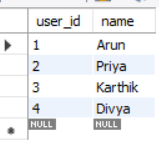 user_id name
1 Arun
2 Priya
3 Karthik
4 Divya
NULL NULL